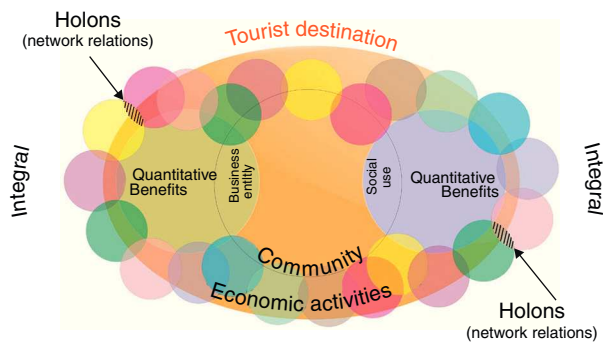 Holons
(network relations)
Tourist destination
Integral
Quantitative
Benefits
Business
entity
Social
use
Quantitative
Benefits
Integral
Community
Economic activities
Holons
(network relations)